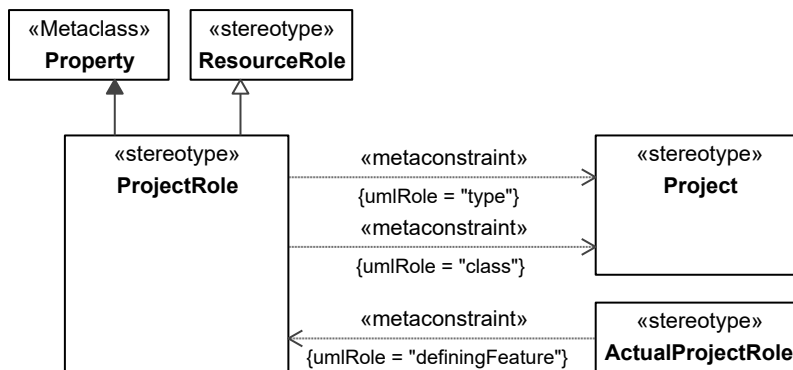 «Metaclass»
Property
«stereotype»
ResourceRole
«stereotype»
ProjectRole
«metaconstraint»
{umlRole = "type"}
«metaconstraint»
{umlRole = "class"}
«stereotype»
Project
«metaconstraint»
{umlRole = "definingFeature"}
«stereotype»
ActualProjectRole